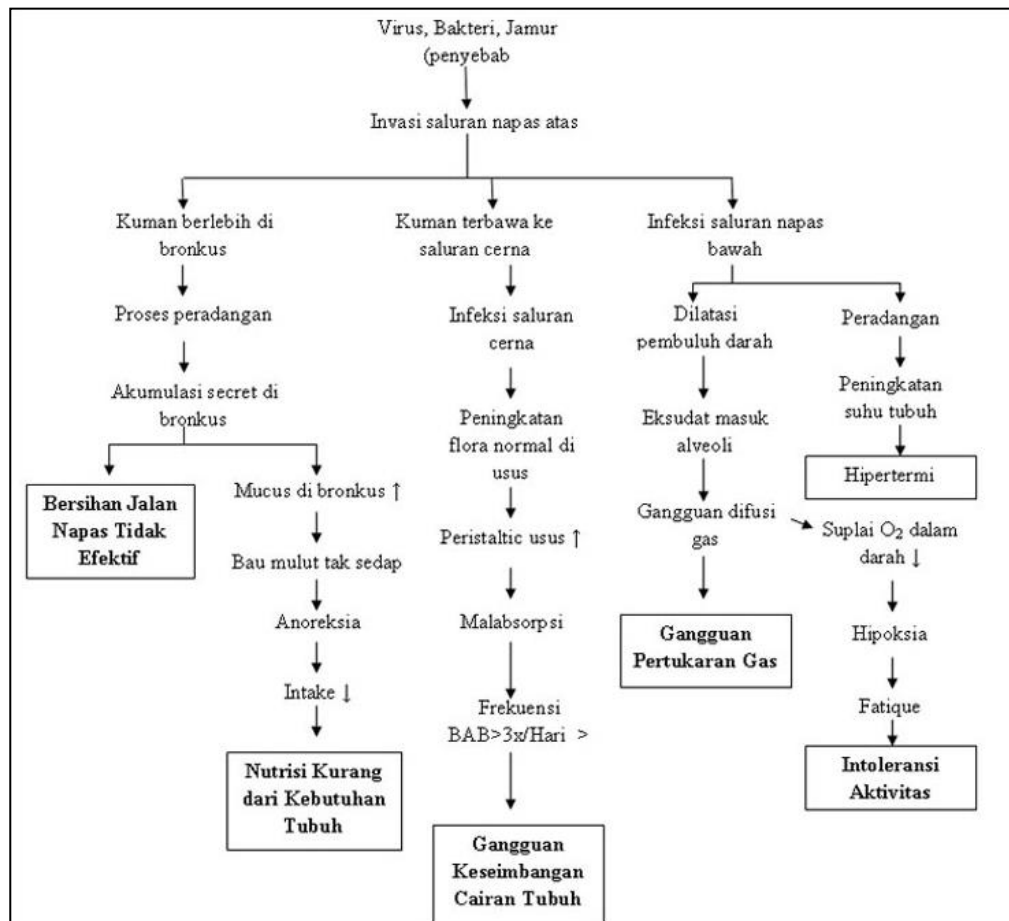 Virus, Bakteri, Jamur
(penyebab
Invasi saluran napas atas
Kuman berlebih di
bronkus
Proses peradangan
Akumulasi secret di
bronkus
Bersihan Jalan
Napas Tidak
Efektif
Mucus di bronkus ↑
Bau mulut tak sedap
Anoreksia
Intake ↓
Nutrisi Kurang
dari Kebutuhan
Tubuh
Kuman terbawa ke
saluran cerna
Infeksi saluran
cerna
Peningkatan
flora normal di
usus
Peristaltic usus ↑
Malabsorpsi
Frekuensi
BAB>3x/Hari >
Gangguan
Keseimbangan
Cairan Tubuh
Infeksi saluran napas
bawah
Dilatasi
pembuluh darah
Eksudat masuk
alveoli
Gangguan difusi
gas
Gangguan
Pertukaran Gas
Peradangan
Peningkatan
suhu tubuh
Hipertermi
Suplai O₂ dalam
darah ↓
Hipoksia
Fatique
Intoleransi
Aktivitas